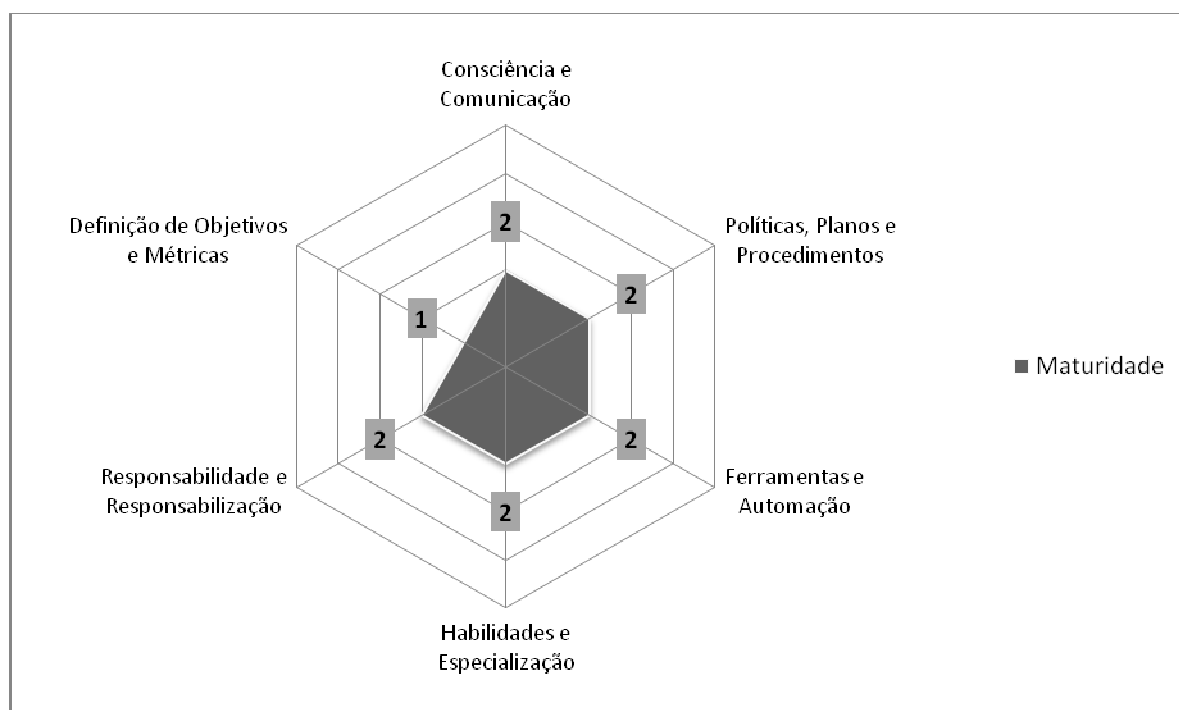 Consciência e
Comunicação
2
Definição de Objetivos
e Métricas
Políticas, Planos e
Procedimentos
2
1
Maturidade
2
2
Responsabilidade e
Responsabilização
Ferramentas e
Automação
2
Habilidades e
Especialização